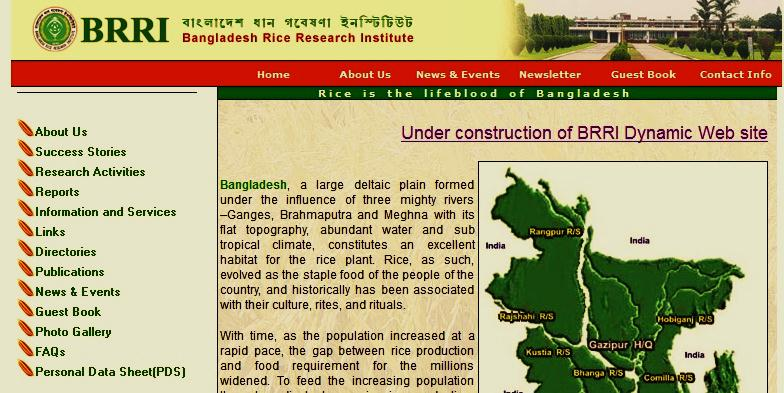 BRRI
বাংলাদেশ ধান গবেষণা ইনস্টিটিউট
Bangladesh Rice Research Institute
Home About Us News & Events Newsletter Guest Book Contact Info
Rice is the lifeblood of Bangladesh
About Us
Success Stories
Research Activities
Reports
Information and Services
Links
Directories
Publications
News & Events
Guest Book
Photo Gallery
FAQs
Personal Data Sheet(PDS)
Under construction of BRRI Dynamic Web site
Bangladesh, a large deltaic plain formed
under the influence of three mighty rivers
–Ganges, Brahmaputra and Meghna with its
flat topography, abundant water and sub
tropical climate, constitutes an excellent
habitat for the rice plant. Rice, as such,
evolved as the staple food of the people of the
country, and historically has been associated
with their culture, rites, and rituals.
With time, as the population increased at a
rapid pace, the gap between rice production
and food requirement for the millions
widened. To feed the increasing population
Rangpur R/S
India
India
Rajshahi R/S
Hobiganj R/S
Gazipur H/Q
Kustia R/S
India
Bhanga R/S
Comilla R/S
India